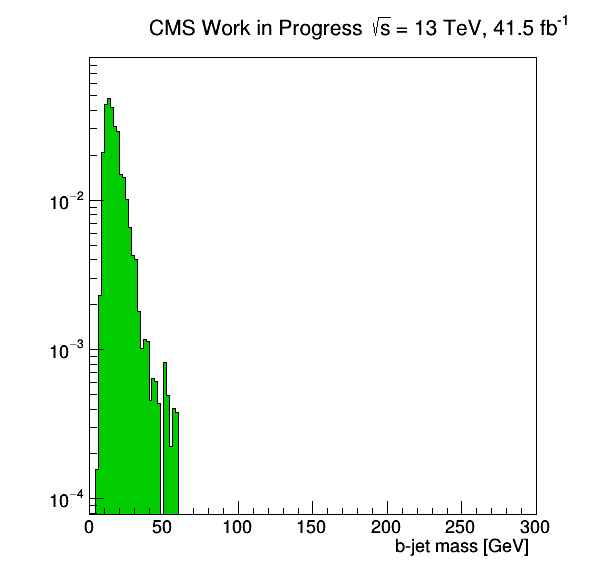 CMS Work in Progress √s = 13 TeV, 41.5 fb⁻¹
10⁻²
10⁻³
10⁻⁴
0 50 100 150 200 250 300
b-jet mass [GeV]